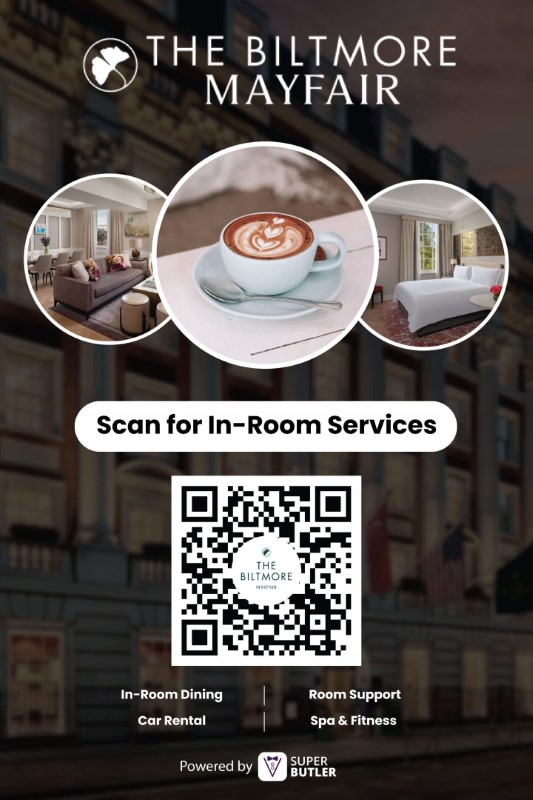 THE BILTMORE
MAYFAIR
Scan for In-Room Services
THE
BILTMORE
MAYFAIR
In-Room Dining
Room Support
Car Rental
Spa & Fitness
Powered by SUPER BUTLER